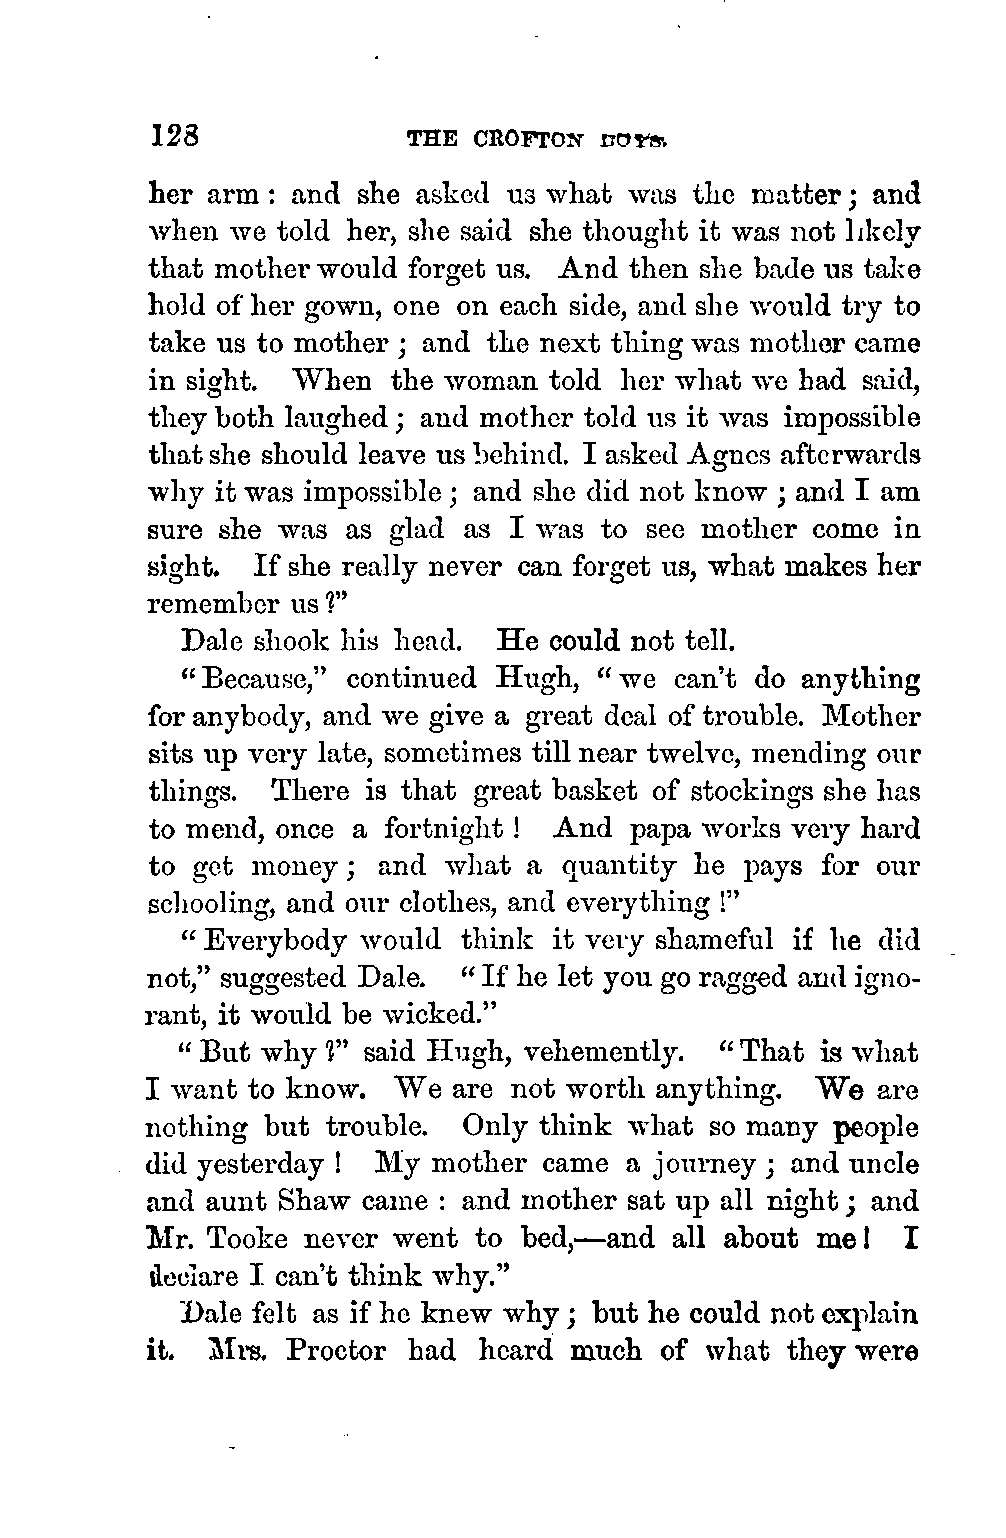 128 THE CROFTON BOYS.
her arm : and she asked us what was the matter ; and
when we told her, she said she thought it was not likely
that mother would forget us. And then she bade us take
hold of her gown, one on each side, and she would try to
take us to mother ; and the next thing was mother came
in sight. When the woman told her what we had said,
they both laughed ; and mother told us it was impossible
that she should leave us behind. I asked Agnes afterwards
why it was impossible ; and she did not know ; and I am
sure she was as glad as I was to see mother come in
sight. If she really never can forget us, what makes her
remember us ?”
Dale shook his head. He could not tell.
“ Because,” continued Hugh, “ we can’t do anything
for anybody, and we give a great deal of trouble. Mother
sits up very late, sometimes till near twelve, mending our
things. There is that great basket of stockings she has
to mend, once a fortnight ! And papa works very hard
to get money ; and what a quantity he pays for our
schooling, and our clothes, and everything !”
“ Everybody would think it very shameful if he did
not,” suggested Dale. “ If he let you go ragged and igno-
rant, it would be wicked.”
“ But why ?” said Hugh, vehemently. “ That is what
I want to know. We are not worth anything. We are
nothing but trouble. Only think what so many people
did yesterday ! My mother came a journey ; and uncle
and aunt Shaw came : and mother sat up all night ; and
Mr. Tooke never went to bed,—and all about me ! I
declare I can’t think why.”
Dale felt as if he knew why ; but he could not explain
it. Mrs. Proctor had heard much of what they were